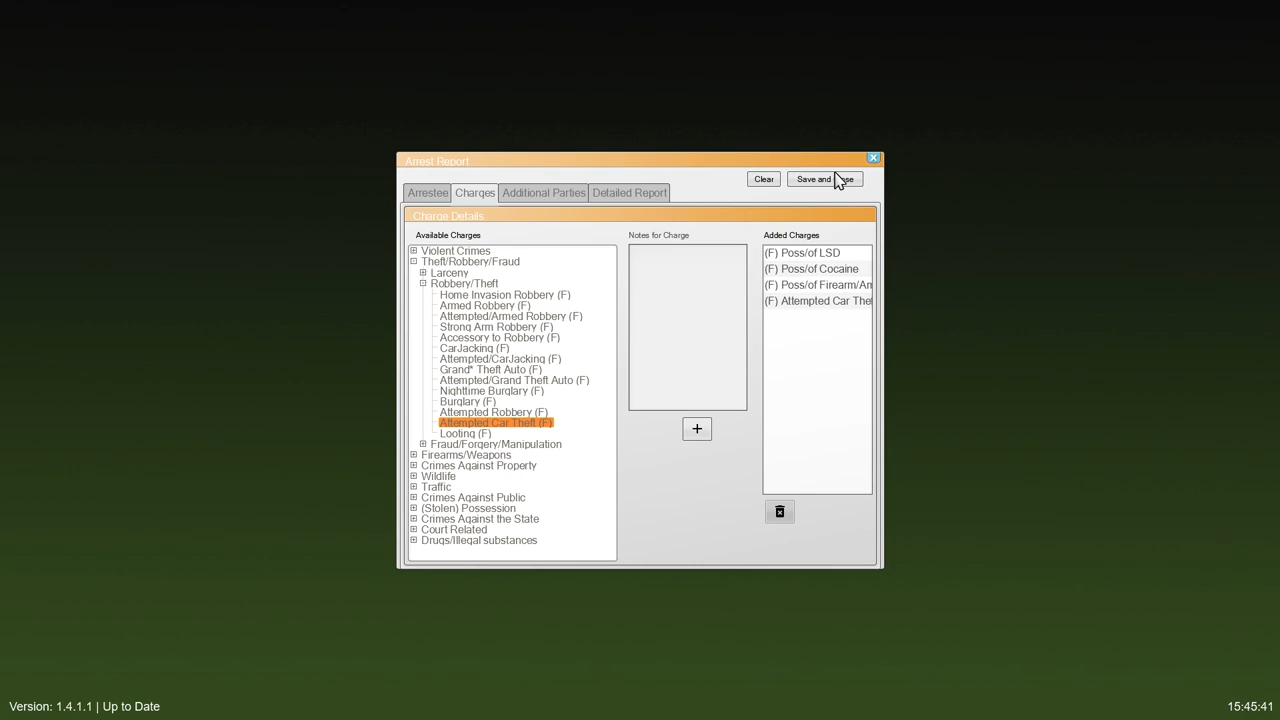 Arrest Report
Clear
Save and
Arrestee
Charges
Additional Parties
Detailed Report
Charge Details
Available Charges
Violent Crimes
Theft/Robbery/Fraud
Larceny
Robbery/Theft
Home Invasion Robbery (F)
Armed Robbery (F)
Attempted/Armed Robbery (F)
Strong Arm Robbery (F)
Accessory to Robbery (F)
CarJacking (F)
Attempted/CarJacking (F)
Grand* Theft Auto (F)
Attempted/Grand Theft Auto (F)
Nighttime Burglary (F)
Burglary (F)
Attempted Robbery (F)
Attempted Car Theft (F)
Looting (F)
Fraud/Forgery/Manipulation
Firearms/Weapons
Crimes Against Property
Wildlife
Traffic
Crimes Against Public
(Stolen) Possession
Crimes Against the State
Court Related
Drugs/Illegal substances
Notes for Charge
+
Added Charges
(F) Poss/of LSD
(F) Poss/of Cocaine
(F) Poss/of Firearm/Am
(F) Attempted Car The
Version: 1.4.1.1 | Up to Date
15:45:41